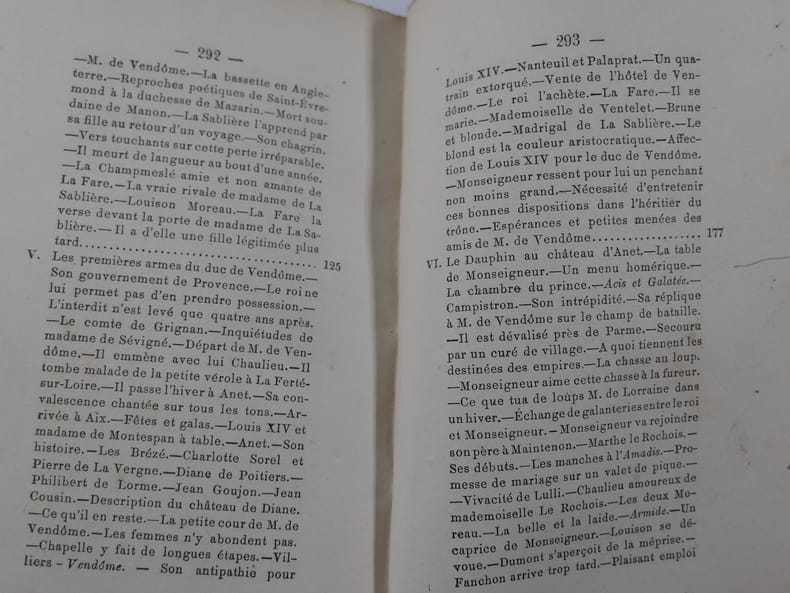 — 292 —
—M. de Vendôme.—La bassette en Angle-
terre.—Reproches poétiques de Saint-Évre-
mond à la duchesse de Mazarin.—Mort sou-
daine de Manon.—La Sablière l'apprend par
sa fille au retour d'un voyage.—Son chagrin.
—Vers touchants sur cette perte irréparable.
—Il meurt de langueur au bout d'une année.
—La Champmeslé amie et non amante de
La Fare.—La vraie rivale de madame de La
Sablière.—Louison Moreau.—La Fare la
verse devant la porte de madame de La Sa-
blière.—Il a d'elle une fille légitimée plus
tard........................................ 125
V. Les premières armes du duc de Vendôme.—
Son gouvernement de Provence.—Le roi ne
lui permet pas d'en prendre possession.—
L'interdit n'est levé que quatre ans après.
—Le comte de Grignan.—Inquiétudes de
madame de Sévigné.—Départ de M. de Ven-
dôme.—Il emmène avec lui Chaulieu.—Il
tombe malade de la petite vérole à La Ferté-
sur-Loire.—Il passe l'hiver à Anet.—Sa con-
valescence chantée sur tous les tons.—Ar-
rivée à Aix.—Fêtes et galas.—Louis XIV et
madame de Montespan à table.—Anet.—Son
histoire.—Les Brézé.—Charlotte Sorel et
Pierre de La Vergne.—Diane de Poitiers.—
Philibert de Lorme.—Jean Goujon.—Jean
Cousin.—Description du château de Diane.
—Ce qu'il en reste.—La petite cour de M. de
Vendôme.—Les femmes n'y abondent pas.
—Chapelle y fait de longues étapes.—Vil-
liers-Vendôme. — Son antipathie pour
— 293 —
Louis XIV.—Nanteuil et Palaprat.—Un qua-
train extorqué.—Vente de l'hôtel de Ven-
dôme.—Le roi l'achète.—La Fare.—Il se
marie.—Mademoiselle de Ventelet.—Brune
et blonde.—Madrigal de La Sablière.—Le
blond est la couleur aristocratique.—Affec-
tion de Louis XIV pour le duc de Vendôme.
—Monseigneur ressent pour lui un penchant
non moins grand.—Nécessité d'entretenir
ces bonnes dispositions dans l'héritier du
trône.—Espérances et petites menées des
amis de M. de Vendôme.................. 177
VI. Le Dauphin au château d'Anet.—La table
de Monseigneur.—Un menu homérique.—
La chambre du prince.—Acis et Galatée.—
Campistron.—Son intrépidité.—Sa réplique
à M. de Vendôme sur le champ de bataille.
—Il est dévalisé près de Parme.—Secouru
par un curé de village.—A quoi tiennent les
destinées des empires.—La chasse au loup.
—Monseigneur aime cette chasse à la fureur.
—Ce que tua de loups M. de Lorraine dans
un hiver.—Échange de galanteries entre le roi
et Monseigneur.—Monseigneur va rejoindre
son père à Maintenon.—Marthe le Rochois.—
Ses débuts.—Les manches à l'Amadis.—Pro-
messe de mariage sur un valet de pique.—
—Vivacité de Lulli.—Chaulieu amoureux de
mademoiselle Le Rochois.—Les deux Mo-
reau.—La belle et la laide.—Armide.—Un
caprice de Monseigneur.—Louison se dé-
voue.—Dumont s'aperçoit de la méprise.—
Fanchon arrive trop tard.—Plaisant emploi